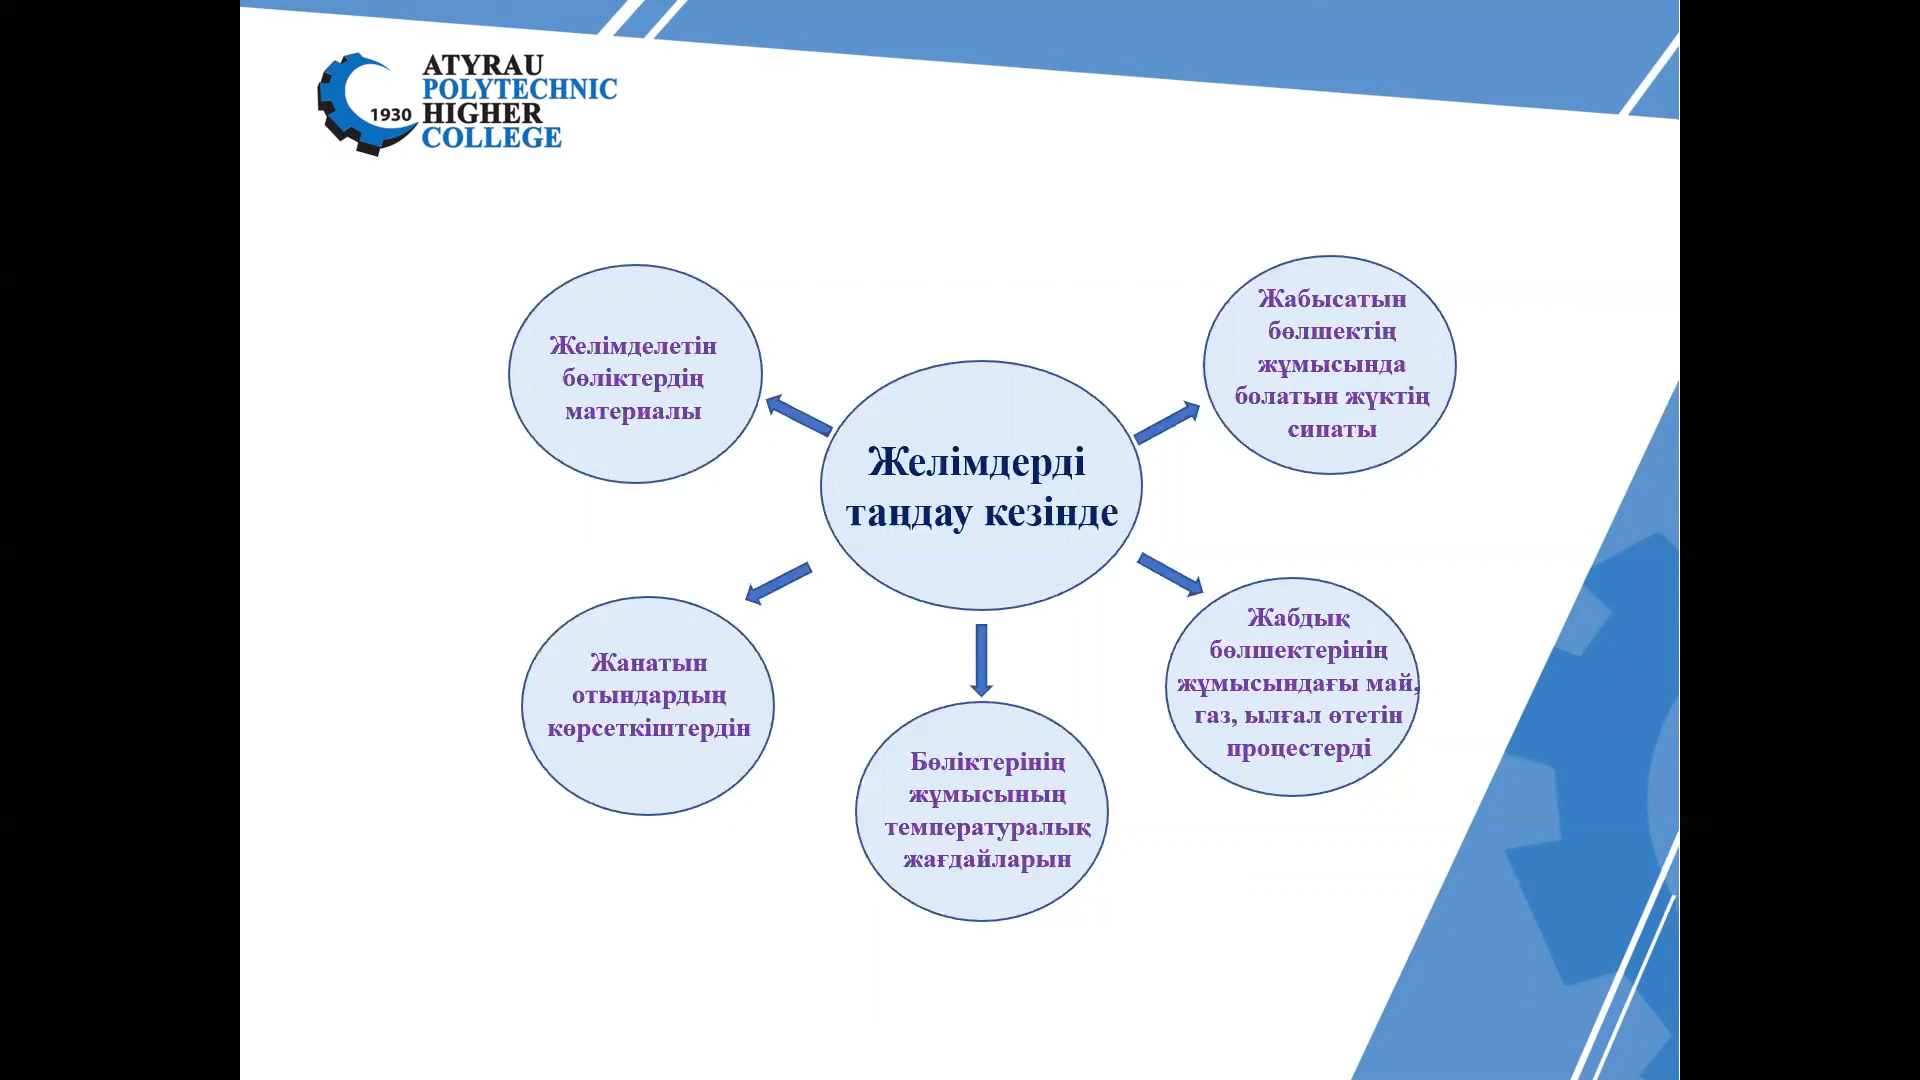 ATYRAU
POLYTECHNIC
1930 HIGHER
COLLEGE
Желімделетін
бөліктердің
материалы
Жабысатын
бөлшектің
жұмысында
болатын жүктің
сипаты
Желімдерді
таңдау кезінде
Жанатын
отындардың
көрсеткіштердін
Бөліктерінің
жұмысының
температуралық
жағдайларын
Жабдық
бөлшектерінің
жұмысындағы май,
газ, ылғал өтетін
процестерді